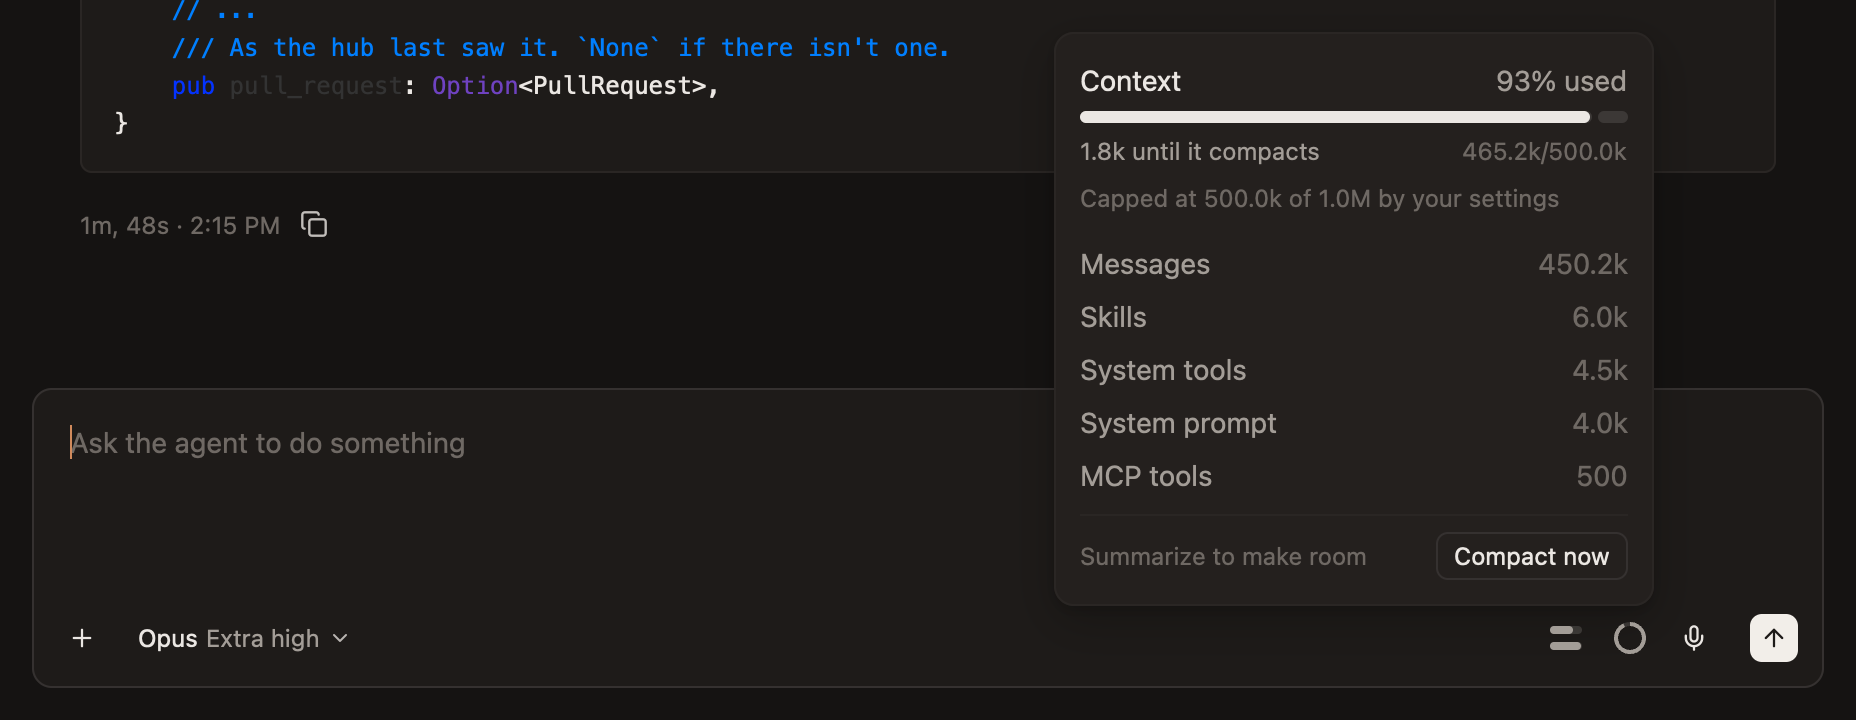 // ...
/// As the hub last saw it. `None` if there isn't one.
pub pull_request: Option<PullRequest>,
}
1m, 48s · 2:15 PM
Context 93% used
1.8k until it compacts 465.2k/500.0k
Capped at 500.0k of 1.0M by your settings
Messages 450.2k
Skills 6.0k
System tools 4.5k
System prompt 4.0k
MCP tools 500
Summarize to make room Compact now
Ask the agent to do something
Opus Extra high